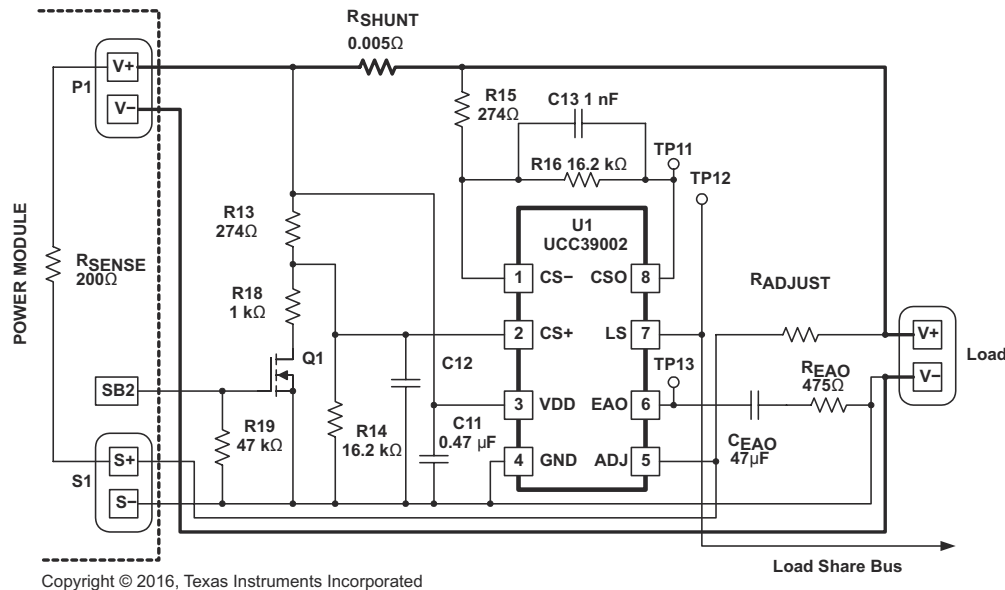 RSHUNT
0.005Ω
V+
P1
V−
R15
274Ω
C13 1 nF
R16 16.2 kΩ
TP11
TP12
POWER MODULE
RSENSE
200Ω
R13
274Ω
R18
1 kΩ
U1
UCC39002
1 CS− CSO 8
2 CS+ LS 7
3 VDD EAO 6
4 GND ADJ 5
RADJUST
V+
V−
Load
Q1
C12
TP13
REAO
475Ω
SB2
R19
47 kΩ
R14
16.2 kΩ
C11
0.47 µF
CEAO
47µF
S+
S1
S−
Load Share Bus
Copyright © 2016, Texas Instruments Incorporated